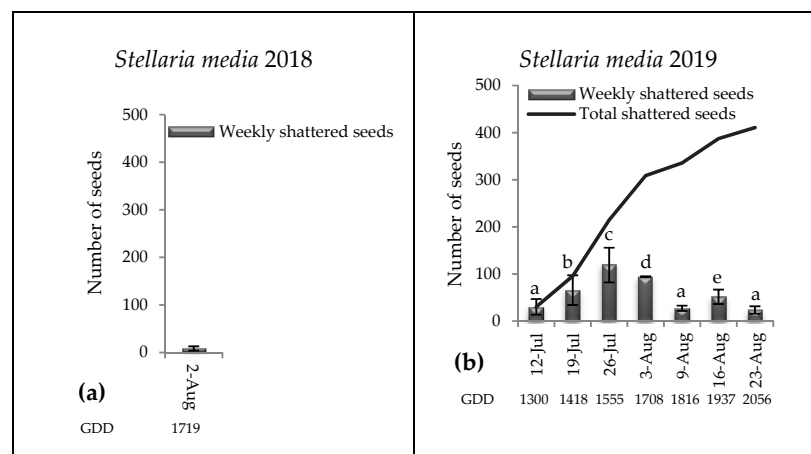 Stellaria media 2018
500
400
300
200
100
0
Number of seeds
Weekly shattered seeds
2-Aug
(a)
GDD 1719
Stellaria media 2019
500
400
300
200
100
0
Number of seeds
Weekly shattered seeds
Total shattered seeds
a b c d a e a
12-Jul 19-Jul 26-Jul 3-Aug 9-Aug 16-Aug 23-Aug
(b)
GDD 1300 1418 1555 1708 1816 1937 2056